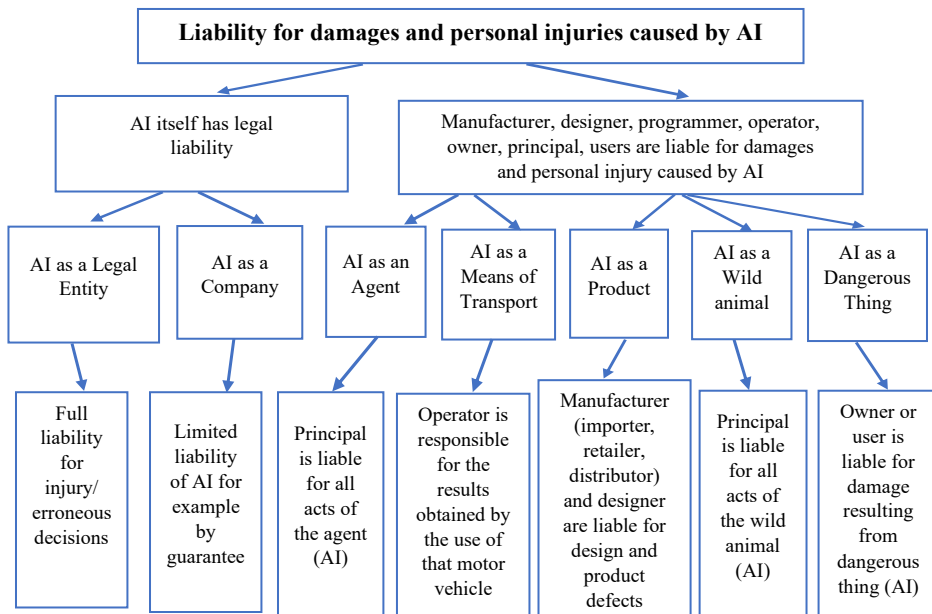 Liability for damages and personal injuries caused by AI
AI itself has legal
liability
Manufacturer, designer, programmer, operator,
owner, principal, users are liable for damages
and personal injury caused by AI
AI as a Legal
Entity
AI as a
Company
AI as an
Agent
AI as a
Means of
Transport
AI as a
Product
AI as a
Wild
animal
AI as a
Dangerous
Thing
Full
liability
for
injury/
erroneous
decisions
Limited
liability
of AI for
example
by
guarantee
Principal
is liable
for all
acts of
the agent
(AI)
Operator is
responsible
for the
results
obtained by
the use of
that motor
vehicle
Manufacturer
(importer,
retailer,
distributor)
and designer
are liable for
design and
product
defects
Principal
is liable
for all
acts of
the wild
animal
(AI)
Owner or
user is
liable for
damage
resulting
from
dangerous
thing (AI)